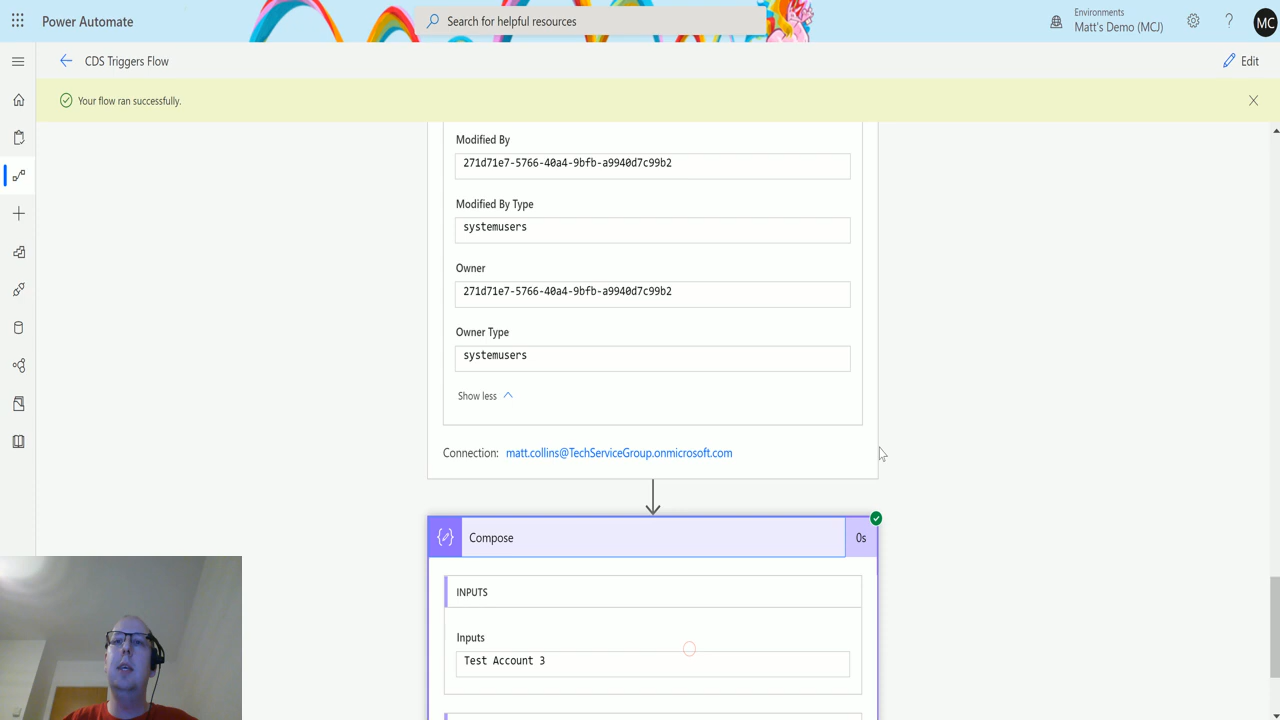 Power Automate
Search for helpful resources
Environments
Matt's Demo (MCJ)
?
MC
CDS Triggers Flow
Edit
Your flow ran successfully.
Modified By
271d71e7-5766-40a4-9bfb-a9940d7c99b2
Modified By Type
systemusers
Owner
271d71e7-5766-40a4-9bfb-a9940d7c99b2
Owner Type
systemusers
Show less
Connection: matt.collins@TechServiceGroup.onmicrosoft.com
Compose
0s
INPUTS
Inputs
Test Account 3